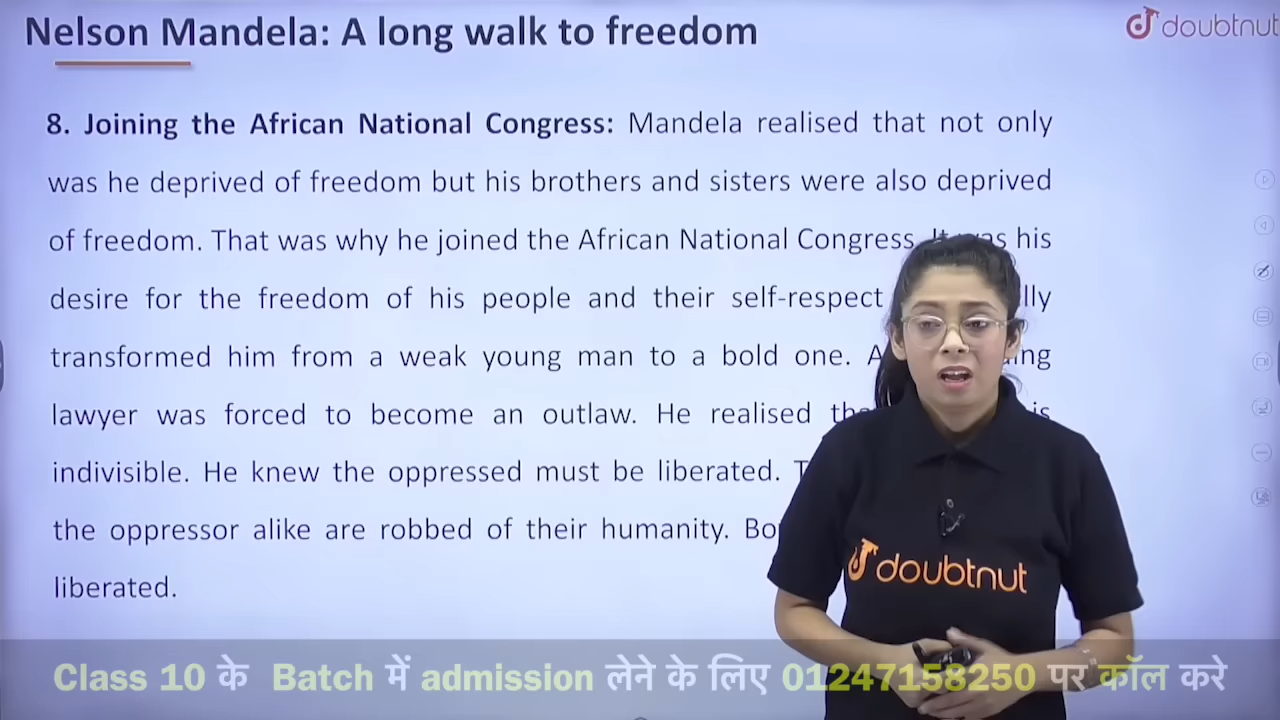 Nelson Mandela: A long walk to freedom
doubtnut
8. Joining the African National Congress: Mandela realised that not only
was he deprived of freedom but his brothers and sisters were also deprived
of freedom. That was why he joined the African National Congress. It was his
desire for the freedom of his people and their self-respect
transformed him from a weak young man to a bold one.
lawyer was forced to become an outlaw. He realised
indivisible. He knew the oppressed must be liberated.
the oppressor alike are robbed of their humanity.
liberated.
doubtnut
Class 10 के Batch में admission लेने के लिए 01247158250 पर कॉल करे